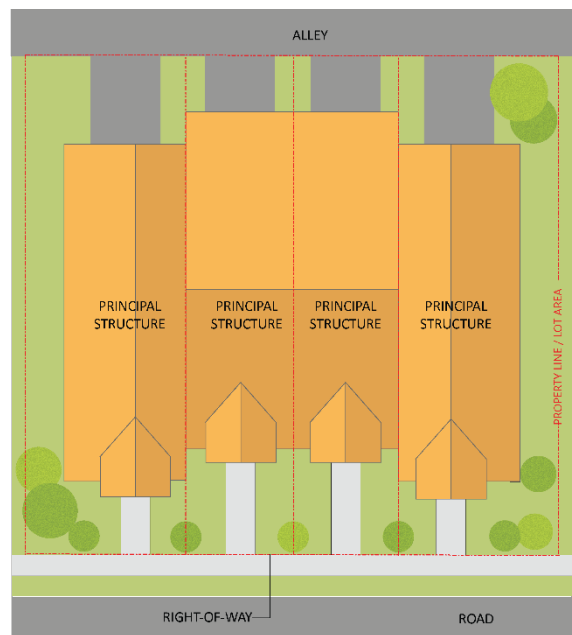 ALLEY
PRINCIPAL
STRUCTURE
PRINCIPAL
STRUCTURE
PRINCIPAL
STRUCTURE
PRINCIPAL
STRUCTURE
PROPERTY LINE / LOT AREA
RIGHT-OF-WAY
ROAD